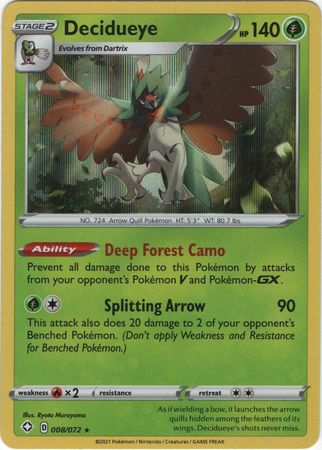 STAGE 2 Decidueye HP 140
Evolves from Dartrix
NO. 724 Arrow Quill Pokémon HT: 5'3" WT: 80.7 lbs.
Ability Deep Forest Camo
Prevent all damage done to this Pokémon by attacks
from your opponent's Pokémon V and Pokémon-GX.
Splitting Arrow 90
This attack also does 20 damage to 2 of your opponent's
Benched Pokémon. (Don't apply Weakness and Resistance
for Benched Pokémon.)
weakness ×2 resistance retreat
Illus. Ryota Murayama
D 008/072 ★
As if wielding a bow, it launches the arrow
quills hidden among the feathers of its
wings. Decidueye's shots never miss.
©2021 Pokémon / Nintendo / Creatures / GAME FREAK